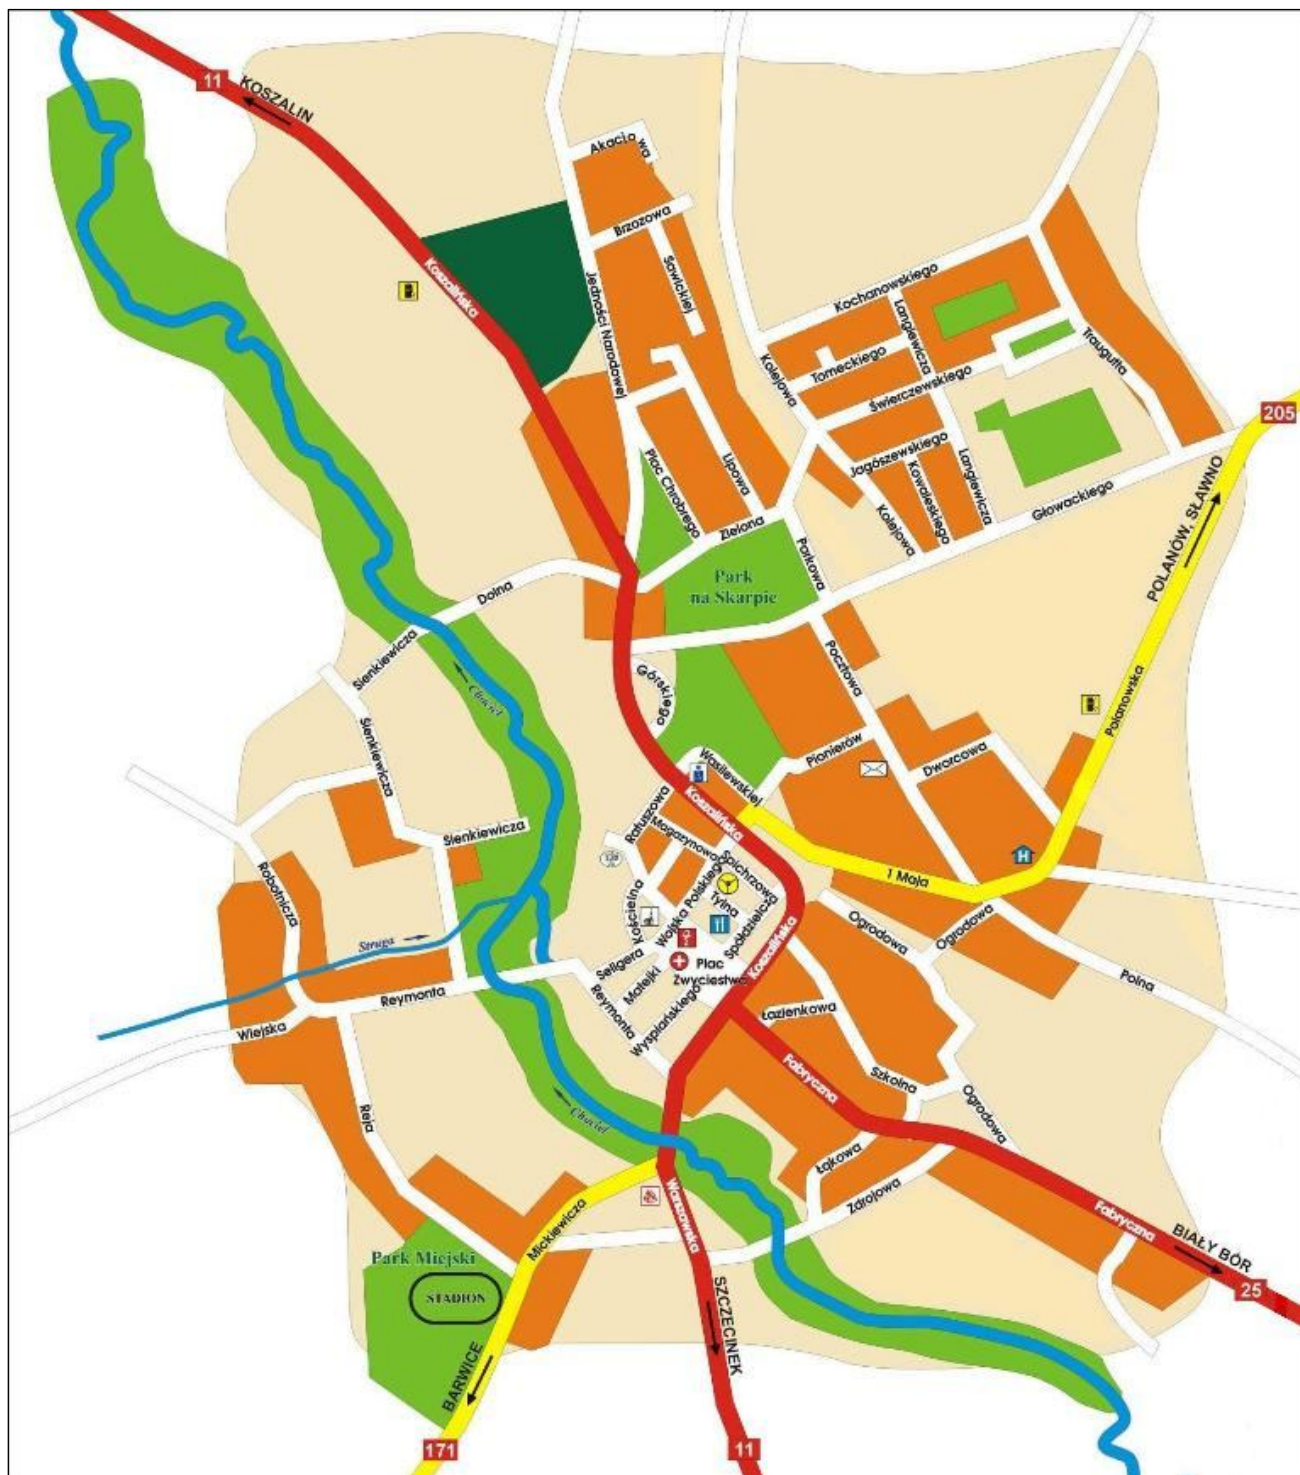 11
KOSZALIN
Akacjowa
Brzozowa
Sawickiej
Koszalińska
Jedności Narodowej
Kochanowskiego
Langiewicza
Traugutta
Tomeckiego
Kolejowa
Świerczewskiego
205
Plac Chrobrego
Lipowa
Jagószewskiego
Kowaleskiego
Langiewicza
Kolejowa
Głowackiego
POLANÓW, SŁAWNO
Zielona
Parkowa
Park
na Skarpie
Dolna
Sienkiewicza
Chociel
Górskiego
Pocztowa
Polanowska
Sienkiewicza
Wasilewskiej
Pionierów
Dworcowa
Koszalińska
Ratuszowa
Magazynowa
Sienkiewicza
Spichrzowa
H
1 Maja
Robotnicza
Kościelna
Wojska Polskiego
Tylna
Spółdzielcza
Ogrodowa
Ogrodowa
Struga
Seligera
Matejki
Plac
Zwycięstwa
Koszalińska
Polna
Reymonta
Reymonta
Wyspiańskiego
Łazienkowa
Wiejska
Fabryczna
Szkolna
Ogrodowa
Reja
Chociel
Łąkowa
Zdrojowa
Warszawska
Mickiewicza
Fabryczna
BIAŁY BÓR
Park Miejski
STADION
25
SZCZECINEK
BARWICE
171
11